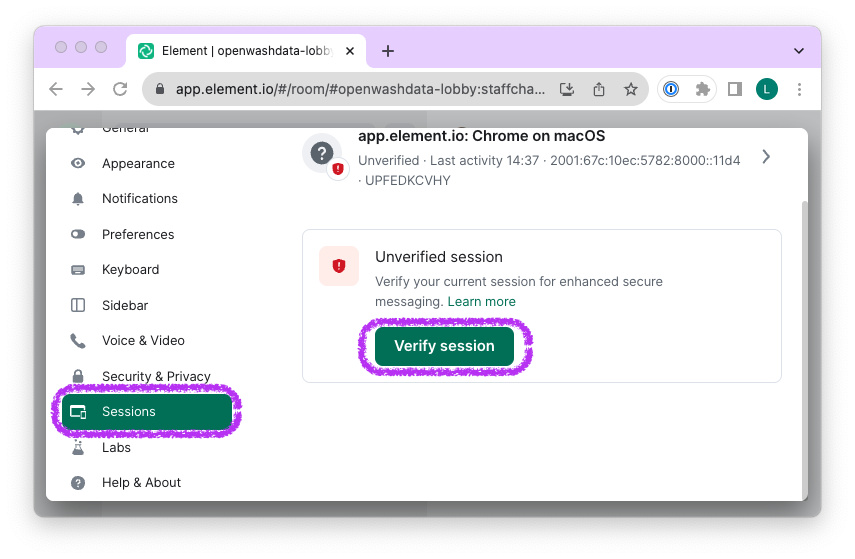 Element | openwashdata-lobby
app.element.io/#/room/#openwashdata-lobby:staffcha...
L
General
Appearance
Notifications
Preferences
Keyboard
Sidebar
Voice & Video
Security & Privacy
Sessions
Labs
Help & About
app.element.io: Chrome on macOS
Unverified · Last activity 14:37 · 2001:67c:10ec:5782:8000::11d4
· UPFEDKCVHY
Unverified session
Verify your current session for enhanced secure
messaging. Learn more
Verify session